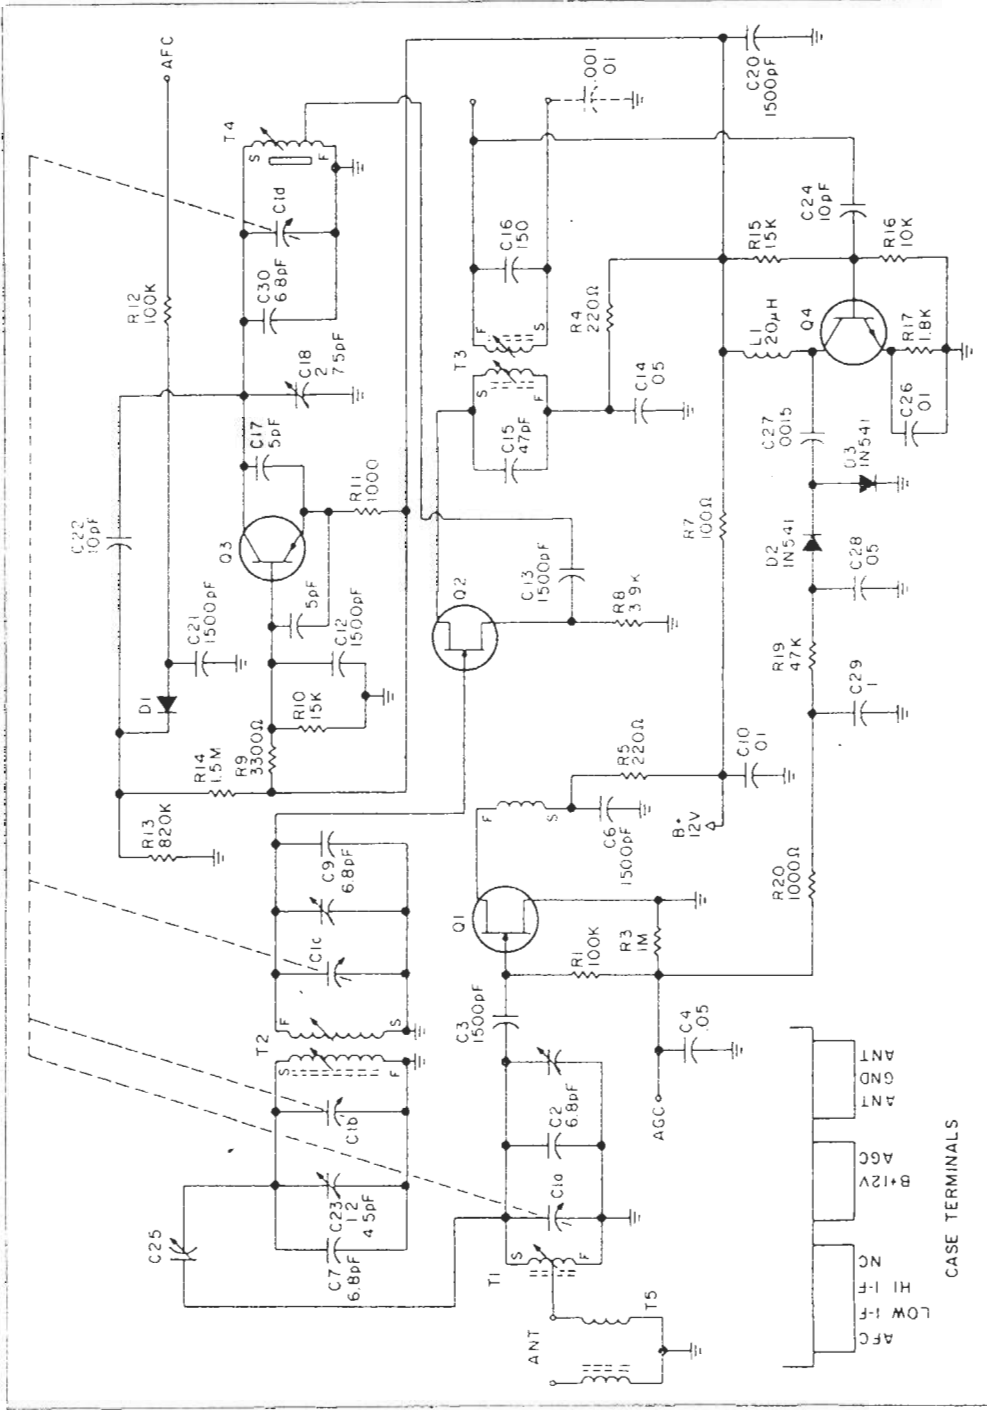 AFC
R12
100K
T4
S
F
C1d
C30
6.8pF
C18
2
7.5pF
C22
10pF
C17
5pF
Q3
R11
1000
5pF
C21
1500pF
D1
C12
1500pF
R10
15K
R9
3300Ω
R14
1.5M
R13
820K
C20
1500pF
.001
.01
C16
150
F
S
T3
S
F
C15
47pF
R4
220Ω
C14
.05
Q2
C13
1500pF
R8
3.9K
C9
6.8pF
C1c
T2
F
S
S
F
C1b
C23
1.2
4.5pF
C7
6.8pF
C25
C24
10pF
R15
15K
R16
10K
L1
20µH
Q4
R17
1.8K
C26
.01
C27
.0015
D3
1N541
D2
1N541
C28
.05
R7
100Ω
R19
47K
C29
.1
R20
1000Ω
F
S
R5
220Ω
C6
1500pF
C10
.01
B+
12V
Q1
R1
100K
R3
1M
C3
1500pF
C4
.05
AGC
C2
6.8pF
C1a
T1
S
F
ANT
T5
AFC
LOW I-F
HI I-F
NC
B+12V
AGC
ANT
GND
ANT
CASE TERMINALS